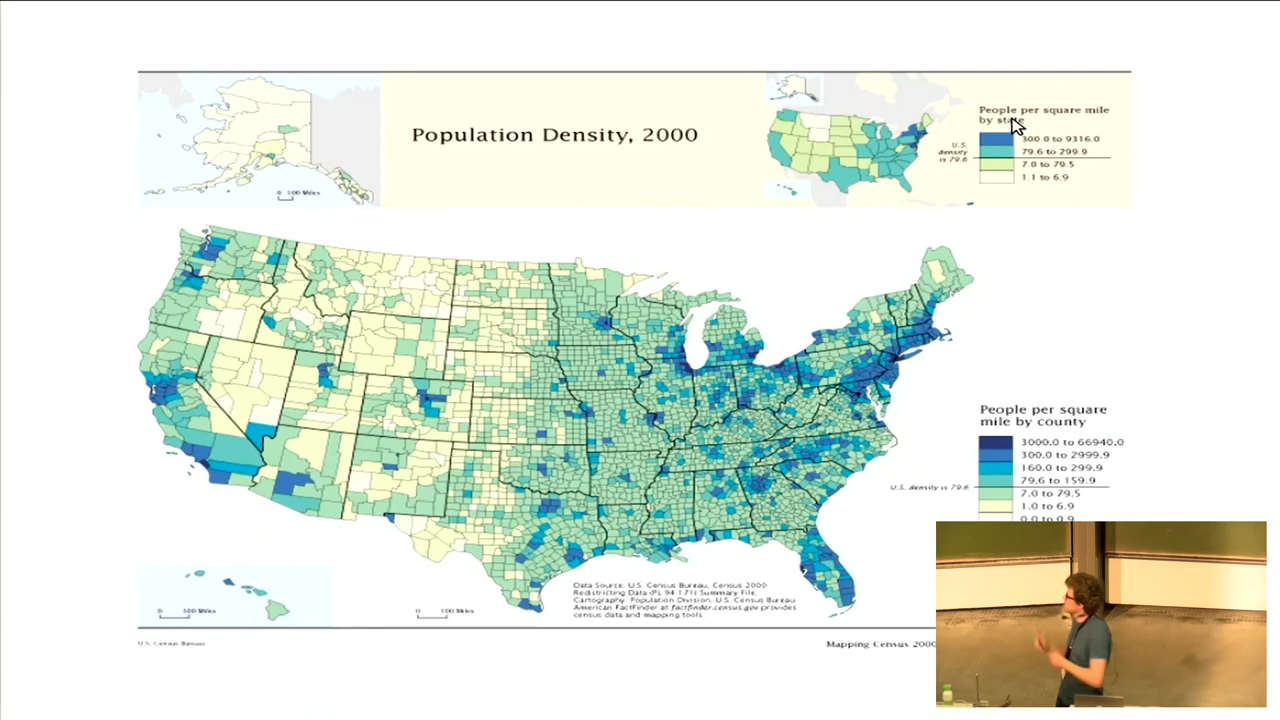 Population Density, 2000
0 100 Miles
People per square mile
by state
U.S.
density
is 79.6
300.0 to 9316.0
79.6 to 299.9
7.0 to 79.5
1.1 to 6.9
People per square
mile by county
3000.0 to 66940.0
300.0 to 2999.9
160.0 to 299.9
79.6 to 159.9
U.S. density is 79.6
7.0 to 79.5
1.0 to 6.9
0.0 to 0.9
0 100 Miles
0 100 Miles
Data Source: U.S. Census Bureau, Census 2000
Redistricting Data (PL 94-171) Summary File.
Cartography: Population Division, U.S. Census Bureau
American FactFinder at factfinder.census.gov provides
census data and mapping tools.
U.S. Census Bureau
Mapping Census 2000